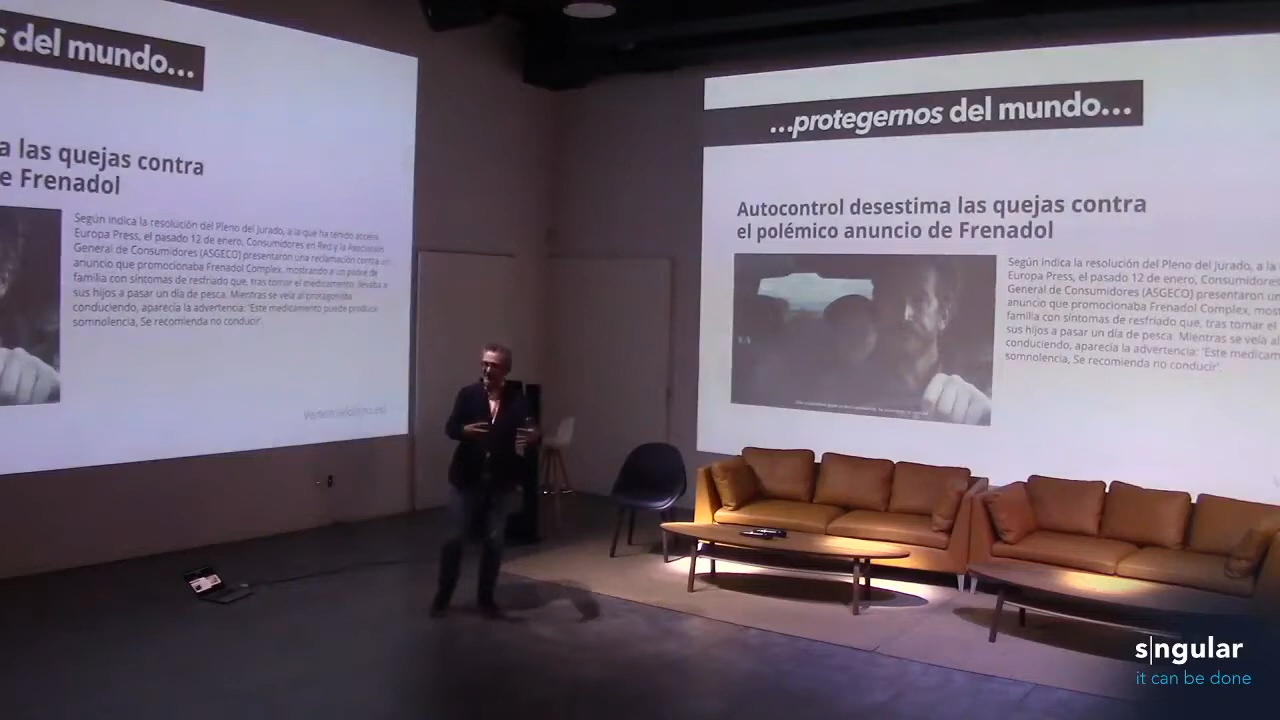 s del mundo...
a las quejas contra
e Frenadol
Según indica la resolución del Pleno del Jurado, a la que ha tenido acceso
Europa Press, el pasado 12 de enero, Consumidores en Red y la Asociación
General de Consumidores (ASGECO) presentaron una reclamación contra un
anuncio que promocionaba Frenadol Complex, mostrando a un padre de
familia con síntomas de resfriado que, tras tomar el medicamento, llevaba a
sus hijos a pasar un día de pesca. Mientras se veía al protagonista
conduciendo, aparecía la advertencia: 'Este medicamento puede producir
somnolencia, Se recomienda no conducir'.
...protegernos del mundo...
Autocontrol desestima las quejas contra
el polémico anuncio de Frenadol
Según indica la resolución del Pleno del Jurado, a la
Europa Press, el pasado 12 de enero, Consumidores
General de Consumidores (ASGECO) presentaron un
anuncio que promocionaba Frenadol Complex, most
familia con síntomas de resfriado que, tras tomar el
sus hijos a pasar un día de pesca. Mientras se veía al
conduciendo, aparecía la advertencia: 'Este medicam
somnolencia, Se recomienda no conducir'.
s|ngular
it can be done